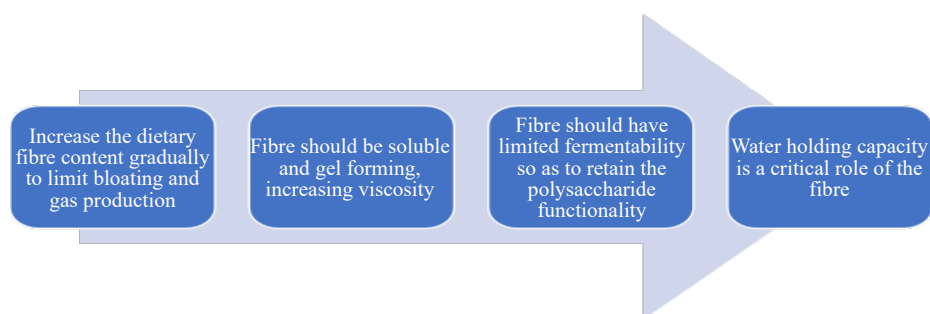 Increase the dietary
fibre content gradually
to limit bloating and
gas production
Fibre should be soluble
and gel forming,
increasing viscosity
Fibre should have
limited fermentability
so as to retain the
polysaccharide
functionality
Water holding capacity
is a critical role of the
fibre